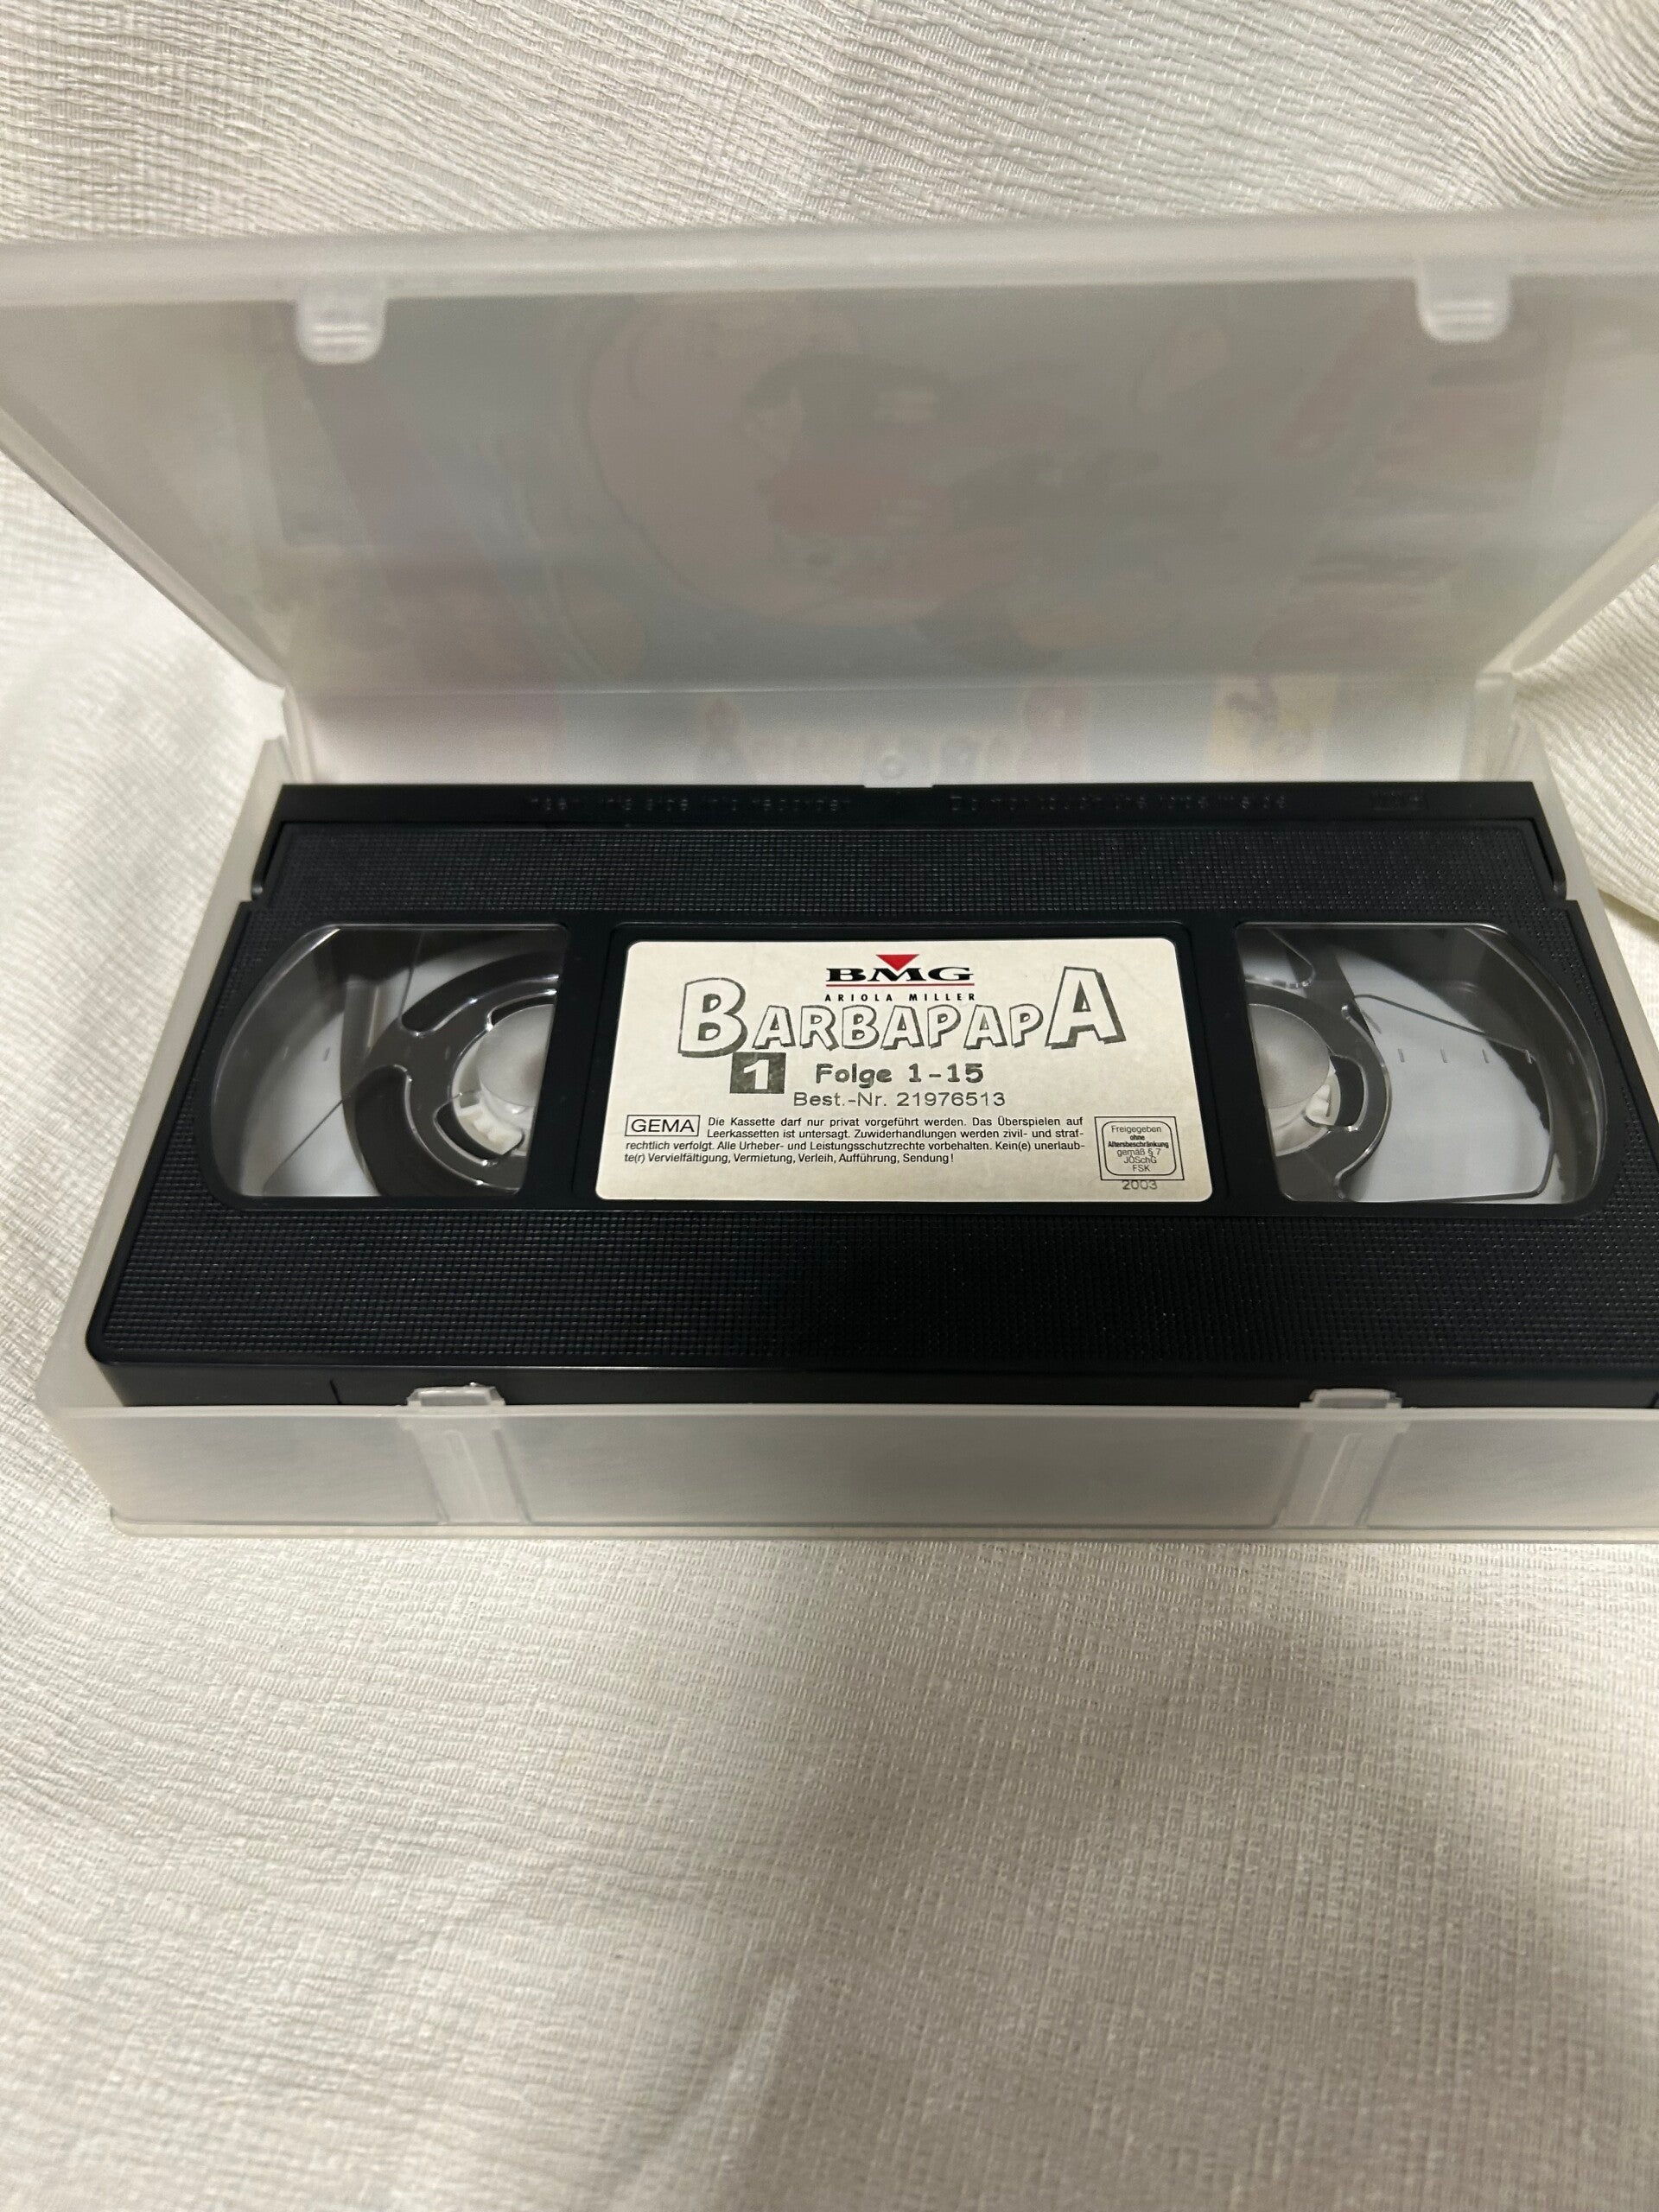 BMG
ARIOLA MILLER
BARBAPAPA
1 Folge 1-15
Best.-Nr. 21976513
GEMA Die Kassette darf nur privat vorgeführt werden. Das Überspielen auf
Leerkassetten ist untersagt. Zuwiderhandlungen werden zivil- und straf-
rechtlich verfolgt. Alle Urheber- und Leistungsschutzrechte vorbehalten. Kein(e) unerlaub-
te(r) Vervielfältigung, Vermietung, Verleih, Aufführung, Sendung!
Freigegeben
ohne
Altersbeschränkung
gemäß § 7
JÖSchG
FSK
2003